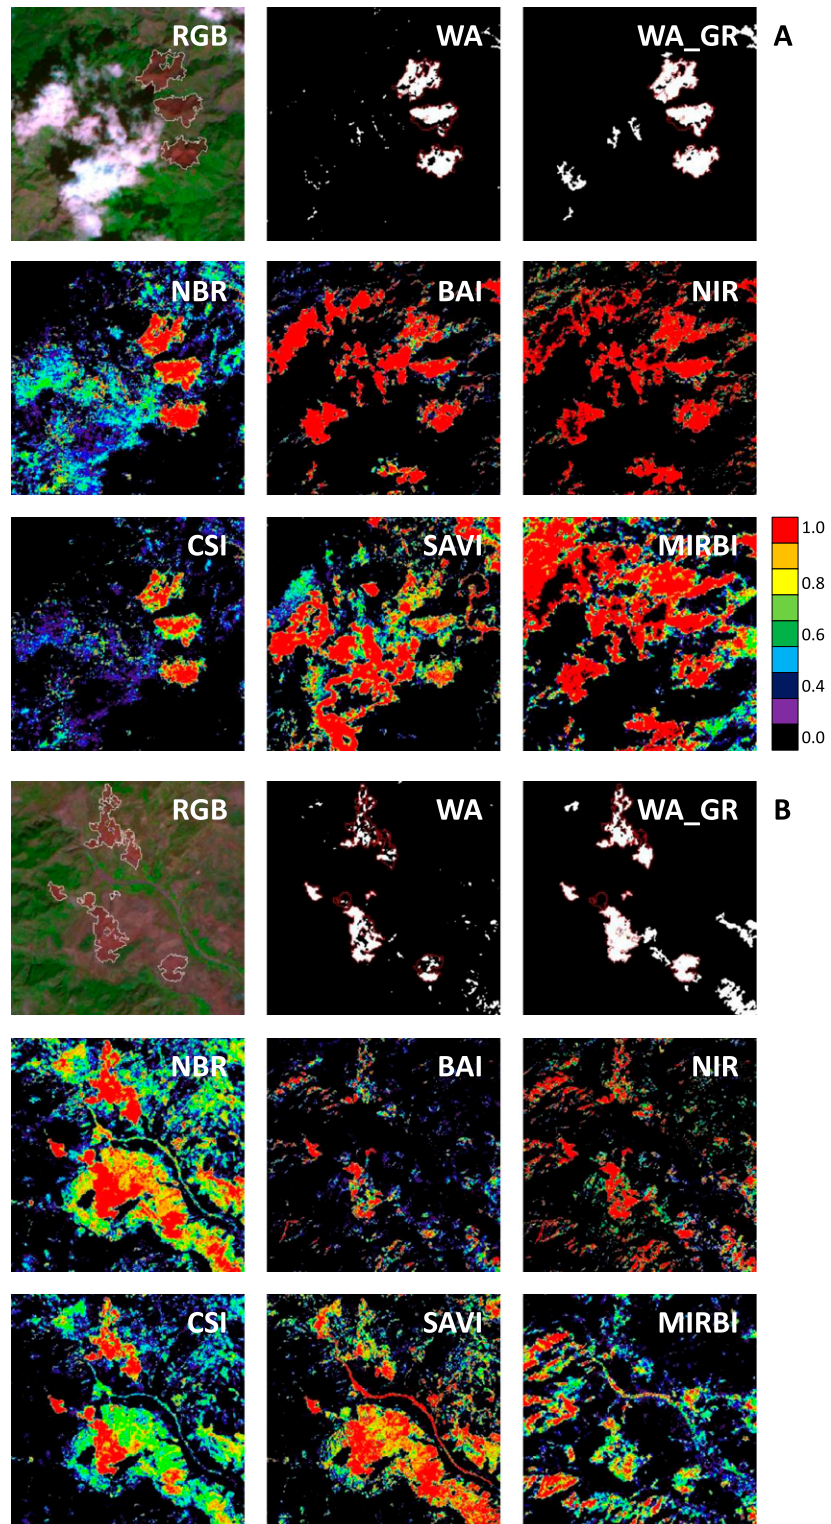 RGB WA WA_GR A
NBR BAI NIR
CSI SAVI MIRBI
1.0
0.8
0.6
0.4
0.0
RGB WA WA_GR B
NBR BAI NIR
CSI SAVI MIRBI